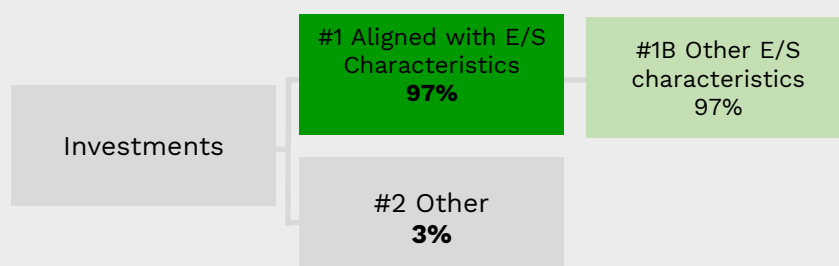 Investments
#1 Aligned with E/S
Characteristics
97%
#1B Other E/S
characteristics
97%
#2 Other
3%